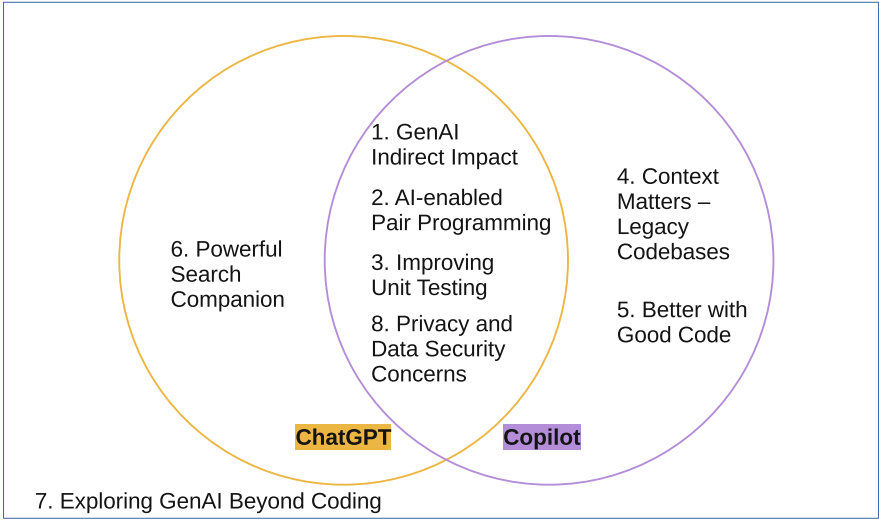 1. GenAI
Indirect Impact
2. AI-enabled
Pair Programming
3. Improving
Unit Testing
8. Privacy and
Data Security
Concerns
4. Context
Matters –
Legacy
Codebases
5. Better with
Good Code
6. Powerful
Search
Companion
ChatGPT
Copilot
7. Exploring GenAI Beyond Coding